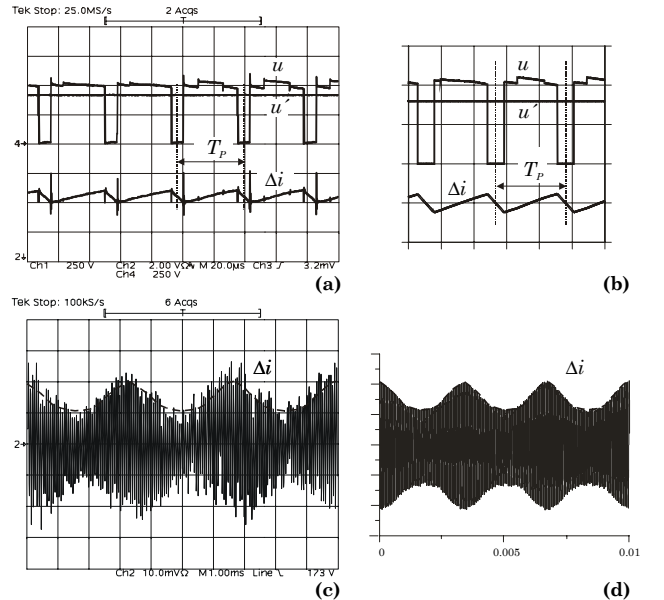 Tek Stop: 25.0MS/s 2 Acqs
u
u´
T_P
Δi
4→
2→
Ch1 250 V Ch2 2.00 VΩ M 20.0µs Ch3 ∫ 3.2mV
Ch4 250 V
(a)
u
u´
T_P
Δi
(b)
Tek Stop: 100kS/s 6 Acqs
Δi
2→
Ch2 10.0mVΩ M1.00ms Line 173 V
(c)
Δi
0 0.005 0.01
(d)